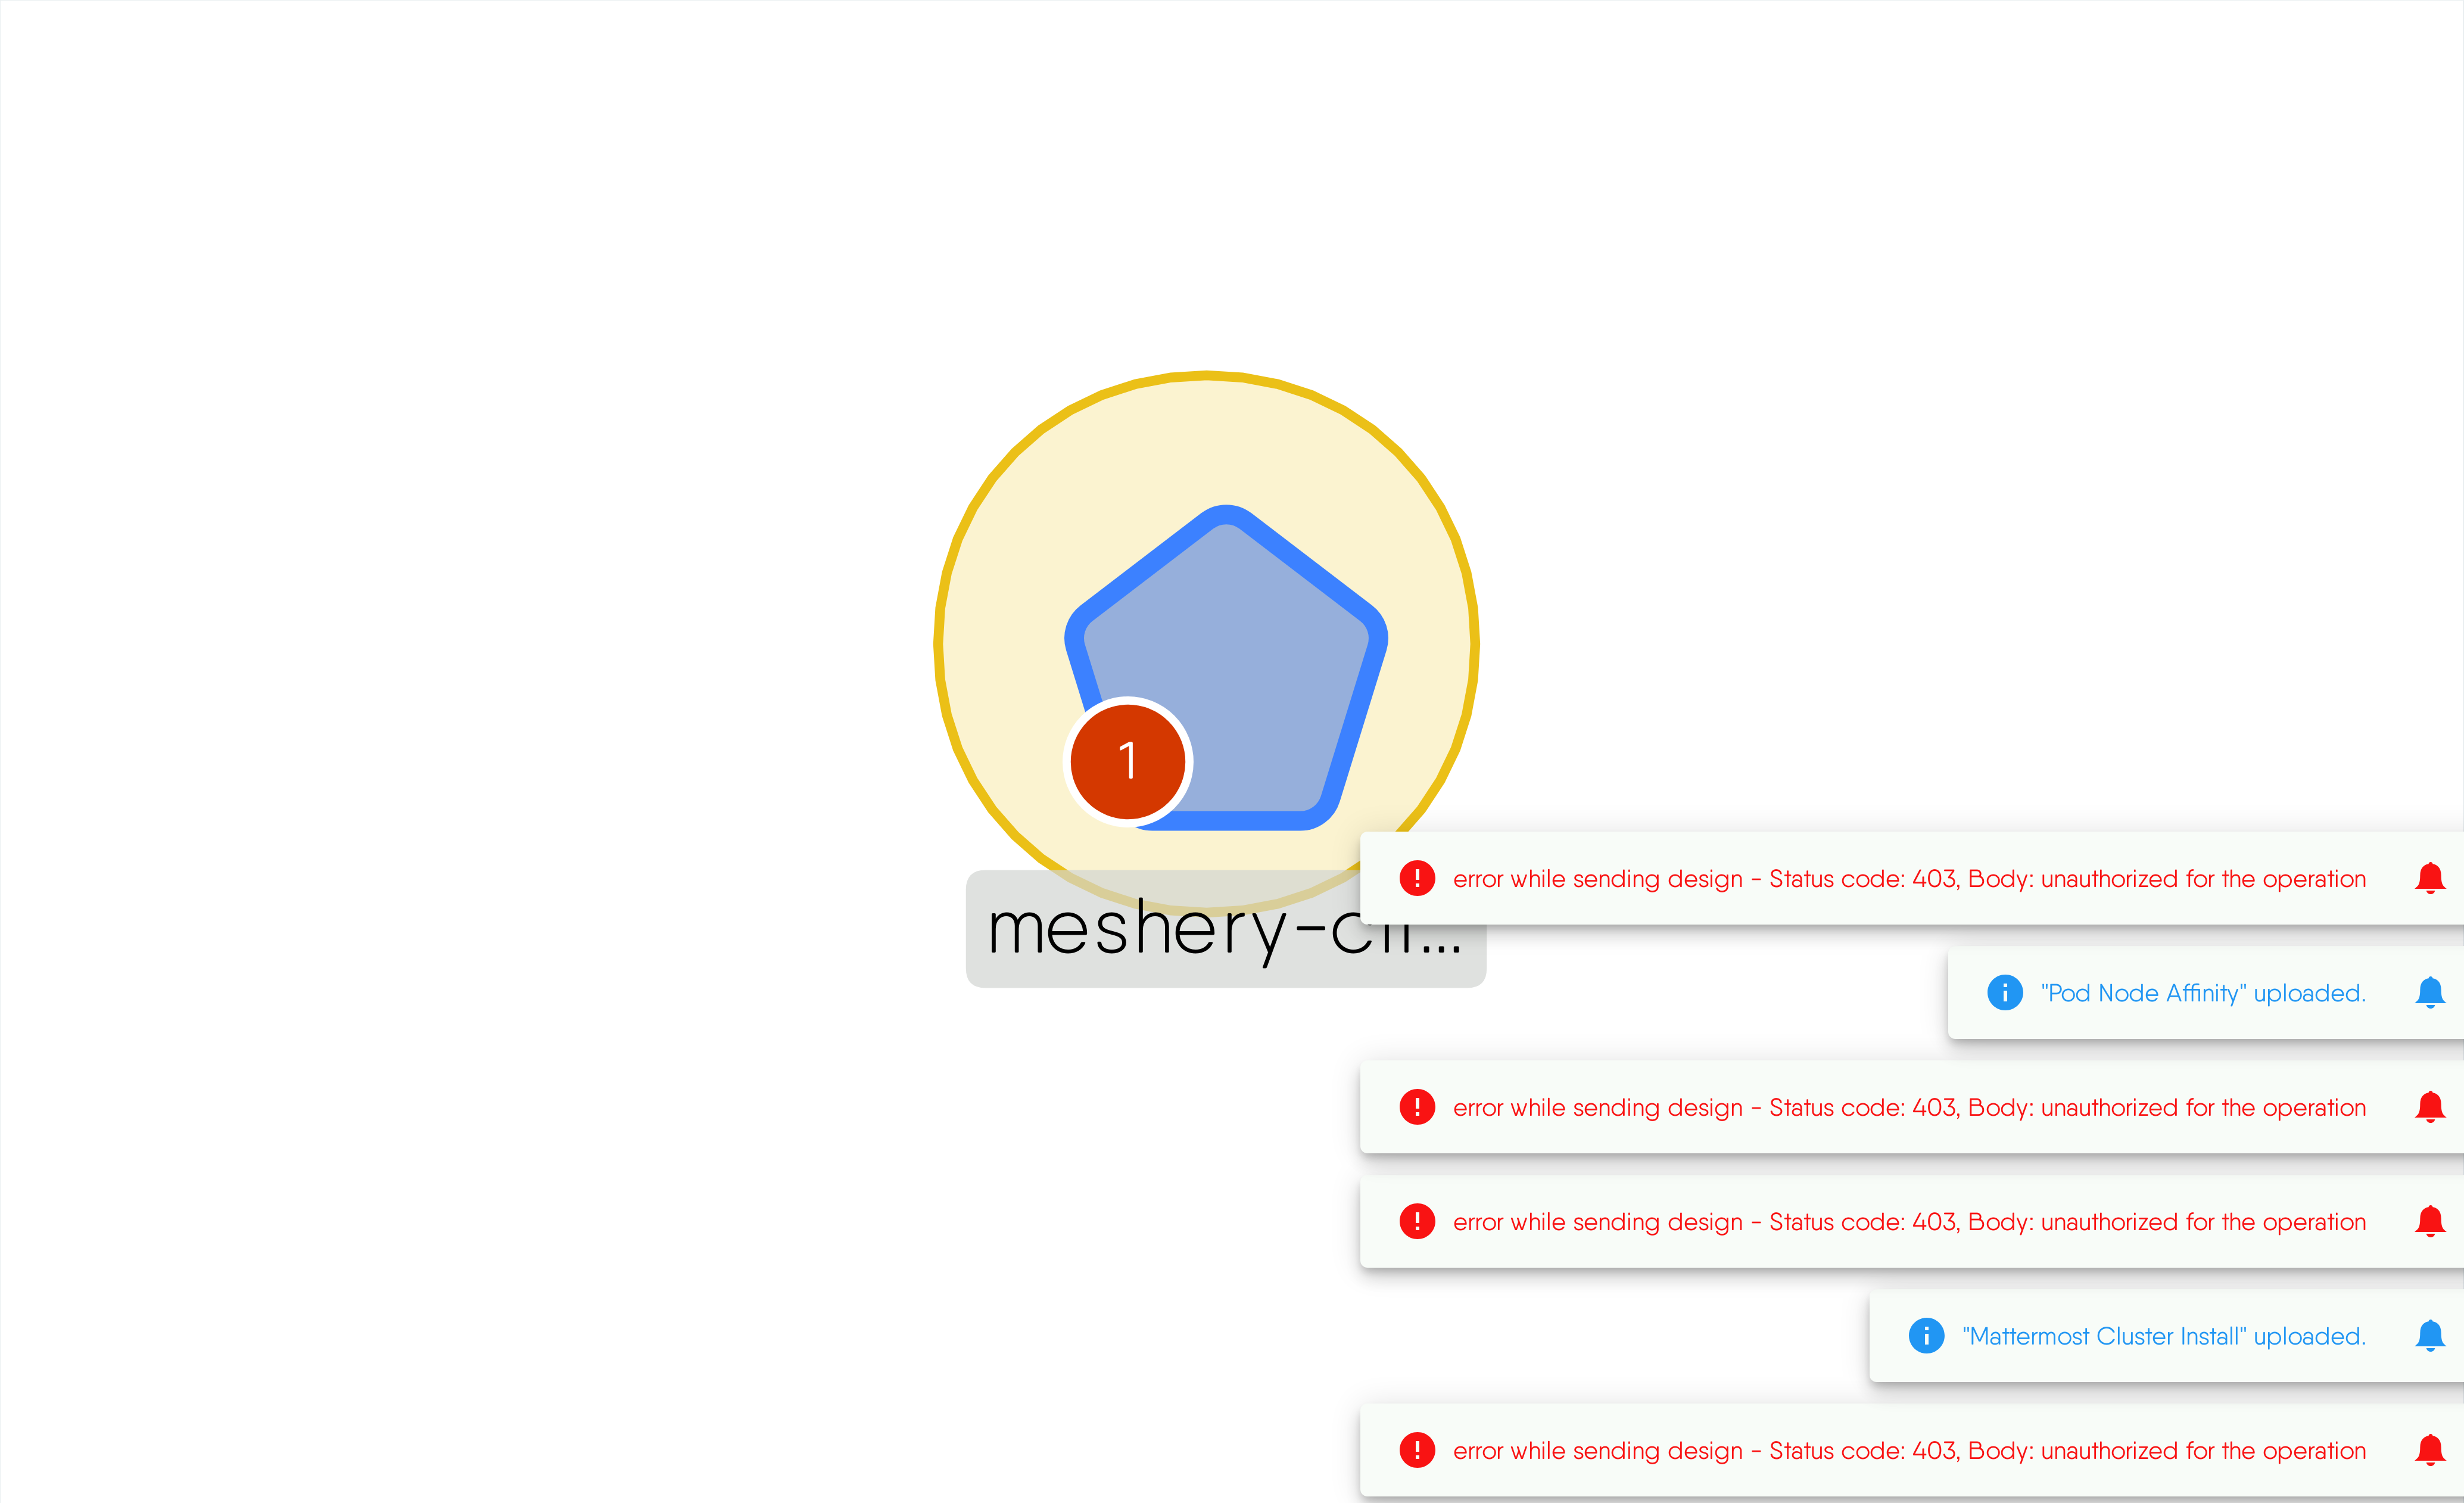 1
meshery-cl...
error while sending design - Status code: 403, Body: unauthorized for the operation
"Pod Node Affinity" uploaded.
error while sending design - Status code: 403, Body: unauthorized for the operation
error while sending design - Status code: 403, Body: unauthorized for the operation
"Mattermost Cluster Install" uploaded.
error while sending design - Status code: 403, Body: unauthorized for the operation